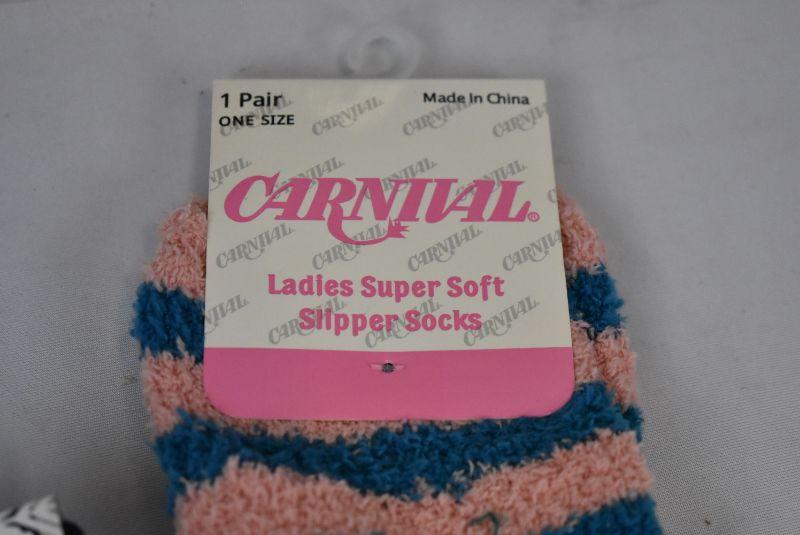 1 Pair
Made In China
ONE SIZE
CARNIVAL®
Ladies Super Soft
Slipper Socks